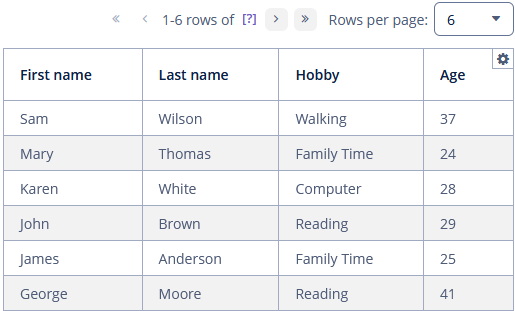 « ‹ 1-6 rows of [?] › » Rows per page: 6
First name Last name Hobby Age
Sam Wilson Walking 37
Mary Thomas Family Time 24
Karen White Computer 28
John Brown Reading 29
James Anderson Family Time 25
George Moore Reading 41